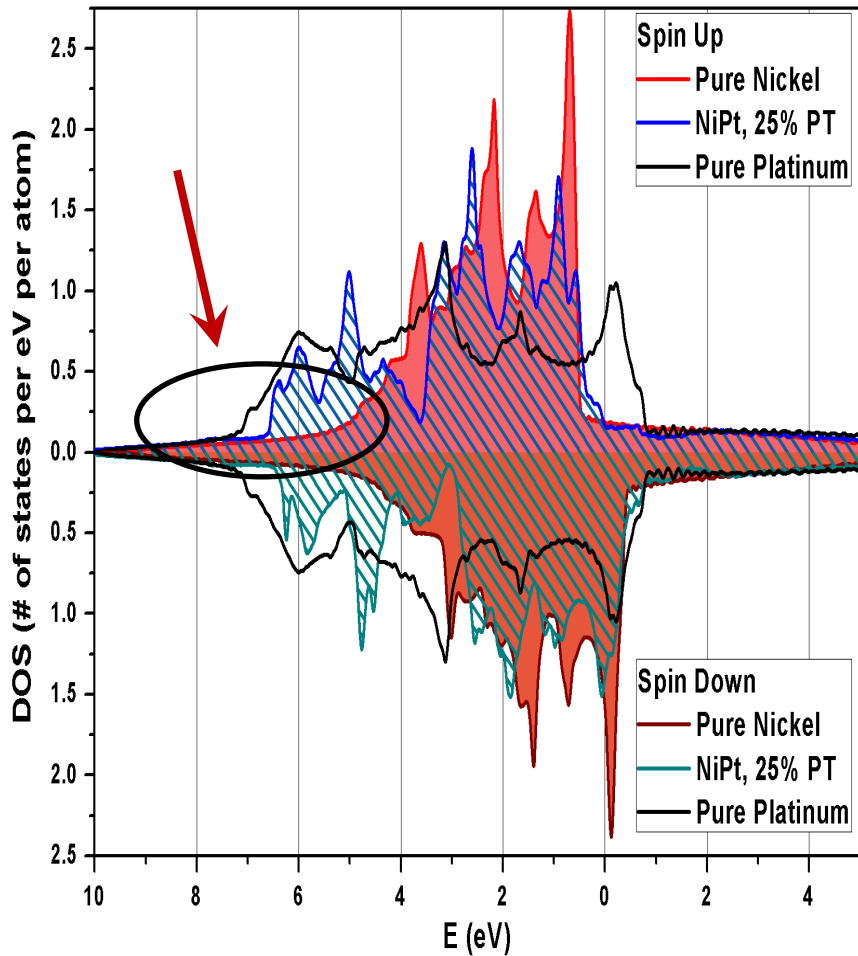 2.5
2.0
1.5
1.0
0.5
0.0
0.5
1.0
1.5
2.0
2.5
DOS (# of states per eV per atom)
Spin Up
Pure Nickel
NiPt, 25% PT
Pure Platinum
Spin Down
Pure Nickel
NiPt, 25% PT
Pure Platinum
10 8 6 4 2 0 2 4
E (eV)